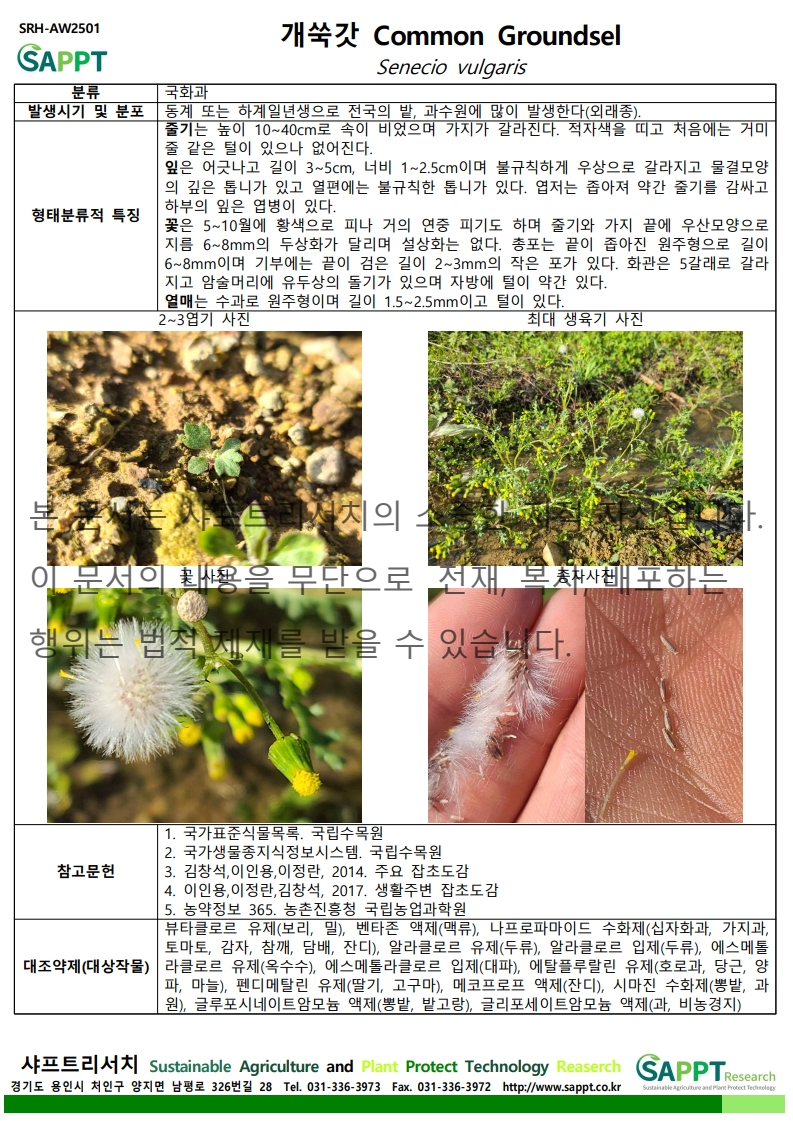 SRH-AW2501
SAPPT
개쑥갓 Common Groundsel
Senecio vulgaris
분류
국화과
발생시기 및 분포
동계 또는 하계일년생으로 전국의 밭, 과수원에 많이 발생한다(외래종).
형태분류적 특징
줄기는 높이 10~40cm로 속이 비었으며 가지가 갈라진다. 적자색을 띠고 처음에는 거미
줄 같은 털이 있으나 없어진다.
잎은 어긋나고 길이 3~5cm, 너비 1~2.5cm이며 불규칙하게 우상으로 갈라지고 물결모양
의 깊은 톱니가 있고 열편에는 불규칙한 톱니가 있다. 엽저는 좁아져 약간 줄기를 감싸고
하부의 잎은 엽병이 있다.
꽃은 5~10월에 황색으로 피나 거의 연중 피기도 하며 줄기와 가지 끝에 우산모양으로
지름 6~8mm의 두상화가 달리며 설상화는 없다. 총포는 끝이 좁아진 원주형으로 길이
6~8mm이며 기부에는 끝이 검은 길이 2~3mm의 작은 포가 있다. 화관은 5갈래로 갈라
지고 암술머리에 유두상의 돌기가 있으며 자방에 털이 약간 있다.
열매는 수과로 원주형이며 길이 1.5~2.5mm이고 털이 있다.
2~3엽기 사진
최대 생육기 사진
본 문서는 샤프트리서치의 소중한 지식 자산입니다.
이 문서의 내용을 무단으로 전재, 복사, 배포하는
행위는 법적 제재를 받을 수 있습니다.
꽃 사진
종자사진
참고문헌
1. 국가표준식물목록. 국립수목원
2. 국가생물종지식정보시스템. 국립수목원
3. 김창석,이인용,이정란, 2014. 주요 잡초도감
4. 이인용,이정란,김창석, 2017. 생활주변 잡초도감
5. 농약정보 365. 농촌진흥청 국립농업과학원
대조약제(대상작물)
뷰타클로르 유제(보리, 밀), 벤타존 액제(맥류), 나프로파마이드 수화제(십자화과, 가지과,
토마토, 감자, 참깨, 담배, 잔디), 알라클로르 유제(두류), 알라클로르 입제(두류), 에스메톨
라클로르 유제(옥수수), 에스메톨라클로르 입제(대파), 에탈플루랄린 유제(호로과, 당근, 양
파, 마늘), 펜디메탈린 유제(딸기, 고구마), 메코프로프 액제(잔디), 시마진 수화제(뽕밭, 과
원), 글루포시네이트암모늄 액제(뽕밭, 밭고랑), 글리포세이트암모늄 액제(과, 비농경지)
샤프트리서치 Sustainable Agriculture and Plant Protect Technology Reaserch
경기도 용인시 처인구 양지면 남평로 326번길 28 Tel. 031-336-3973 Fax. 031-336-3972 http://www.sappt.co.kr
SAPPT Research
Sustainable Agriculture and Plant Protect Technology